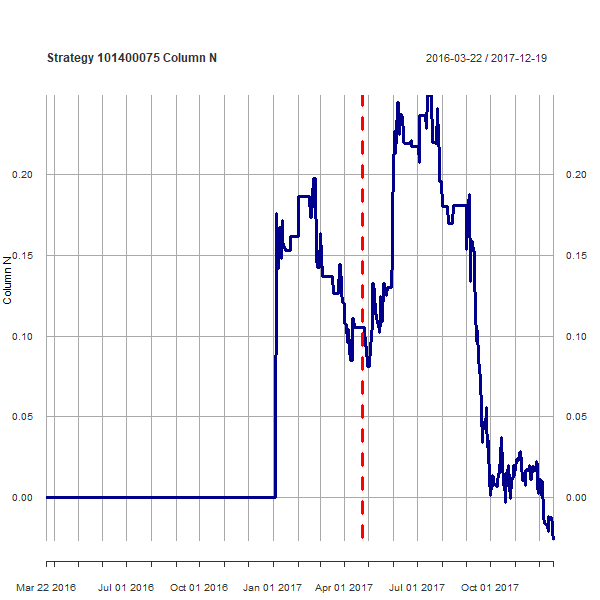 Strategy 101400075 Column N
2016-03-22 / 2017-12-19
Column N
0.20
0.15
0.10
0.05
0.00
0.20
0.15
0.10
0.05
0.00
Mar 22 2016
Jul 01 2016
Oct 01 2016
Jan 01 2017
Apr 01 2017
Jul 01 2017
Oct 01 2017